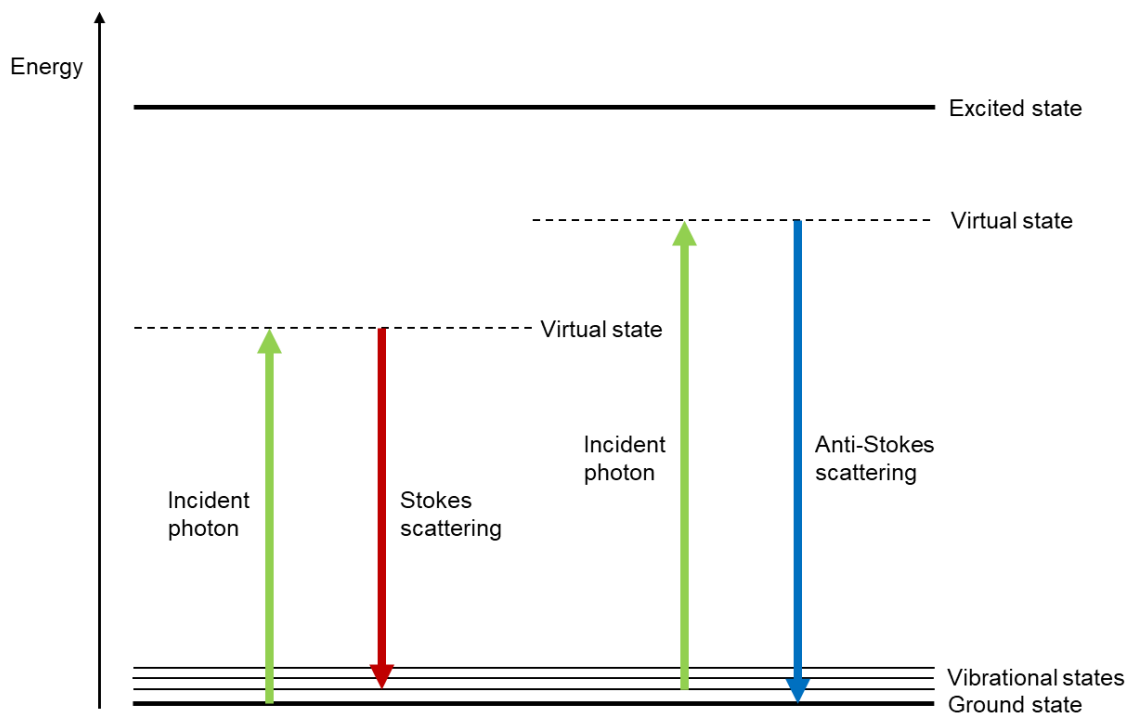 Energy
Excited state
Virtual state
Virtual state
Incident
photon
Anti-Stokes
scattering
Incident
photon
Stokes
scattering
Vibrational states
Ground state